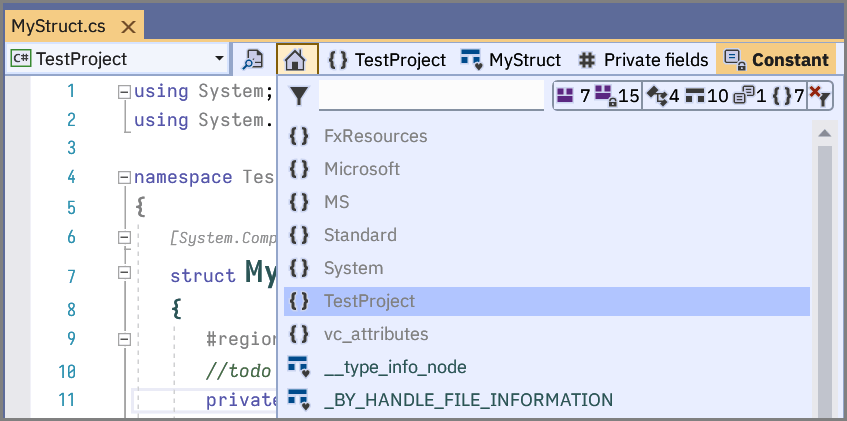 MyStruct.cs
C# TestProject
{ } TestProject MyStruct # Private fields Constant
7 15 4 10 1 { } 7
1 using System;
2 using System.
3
4 namespace Tes
5 {
6 [System.Comp
7 struct My
8 {
9 #region
10 //todo
11 private
{ } FxResources
{ } Microsoft
{ } MS
{ } Standard
{ } System
{ } TestProject
{ } vc_attributes
__type_info_node
_BY_HANDLE_FILE_INFORMATION